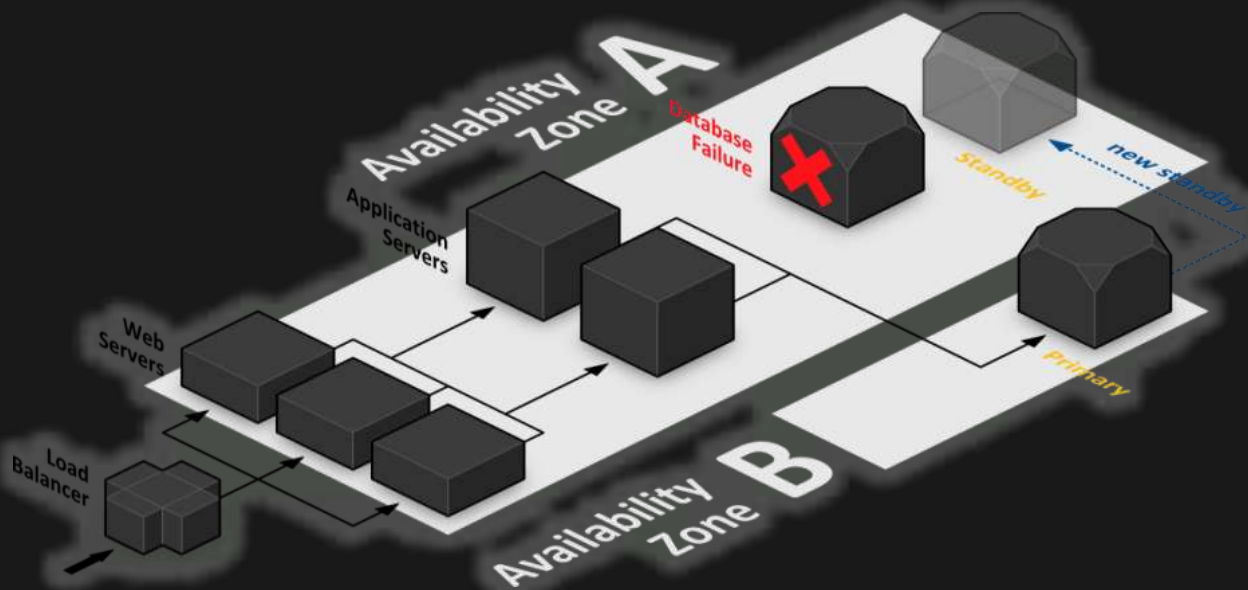 Availability
Zone A
Database
Failure
Standby
new standby
Application
Servers
Primary
Web
Servers
Load
Balancer
Availability
Zone B